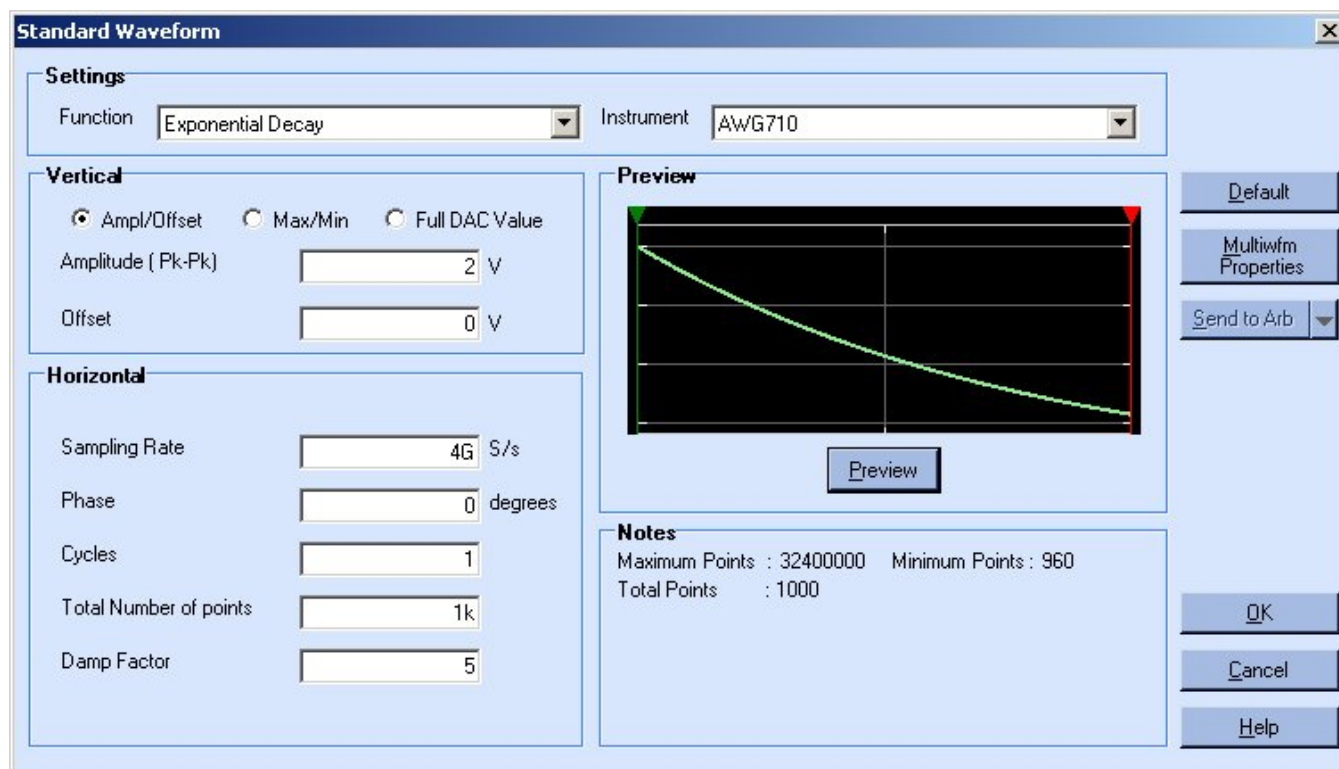 Standard Waveform
Settings
Function Exponential Decay Instrument AWG710
Vertical
Ampl/Offset Max/Min Full DAC Value
Amplitude ( Pk-Pk) 2 V
Offset 0 V
Horizontal
Sampling Rate 4G S/s
Phase 0 degrees
Cycles 1
Total Number of points 1k
Damp Factor 5
Preview
Preview
Notes
Maximum Points : 32400000 Minimum Points : 960
Total Points : 1000
Default
Multiwfm
Properties
Send to Arb
OK
Cancel
Help